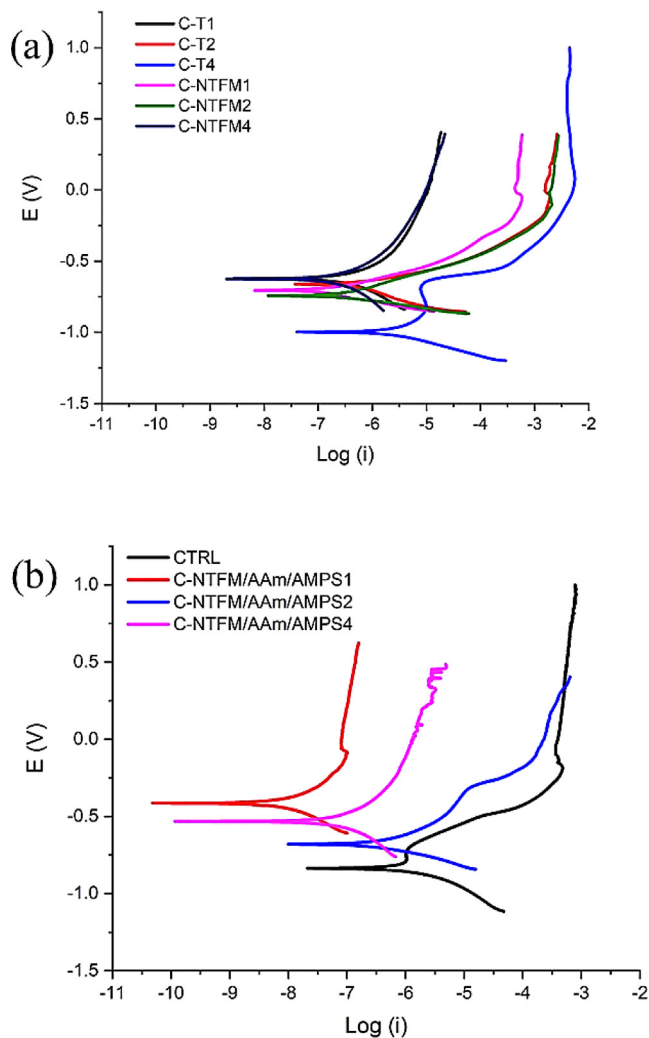 (a)
C-T1
C-T2
C-T4
C-NTFM1
C-NTFM2
C-NTFM4
1.0
0.5
0.0
-0.5
-1.0
-1.5
E (V)
-11 -10 -9 -8 -7 -6 -5 -4 -3 -2
Log (i)
(b)
CTRL
C-NTFM/AAm/AMPS1
C-NTFM/AAm/AMPS2
C-NTFM/AAm/AMPS4
1.0
0.5
0.0
-0.5
-1.0
-1.5
E (V)
-11 -10 -9 -8 -7 -6 -5 -4 -3 -2
Log (i)